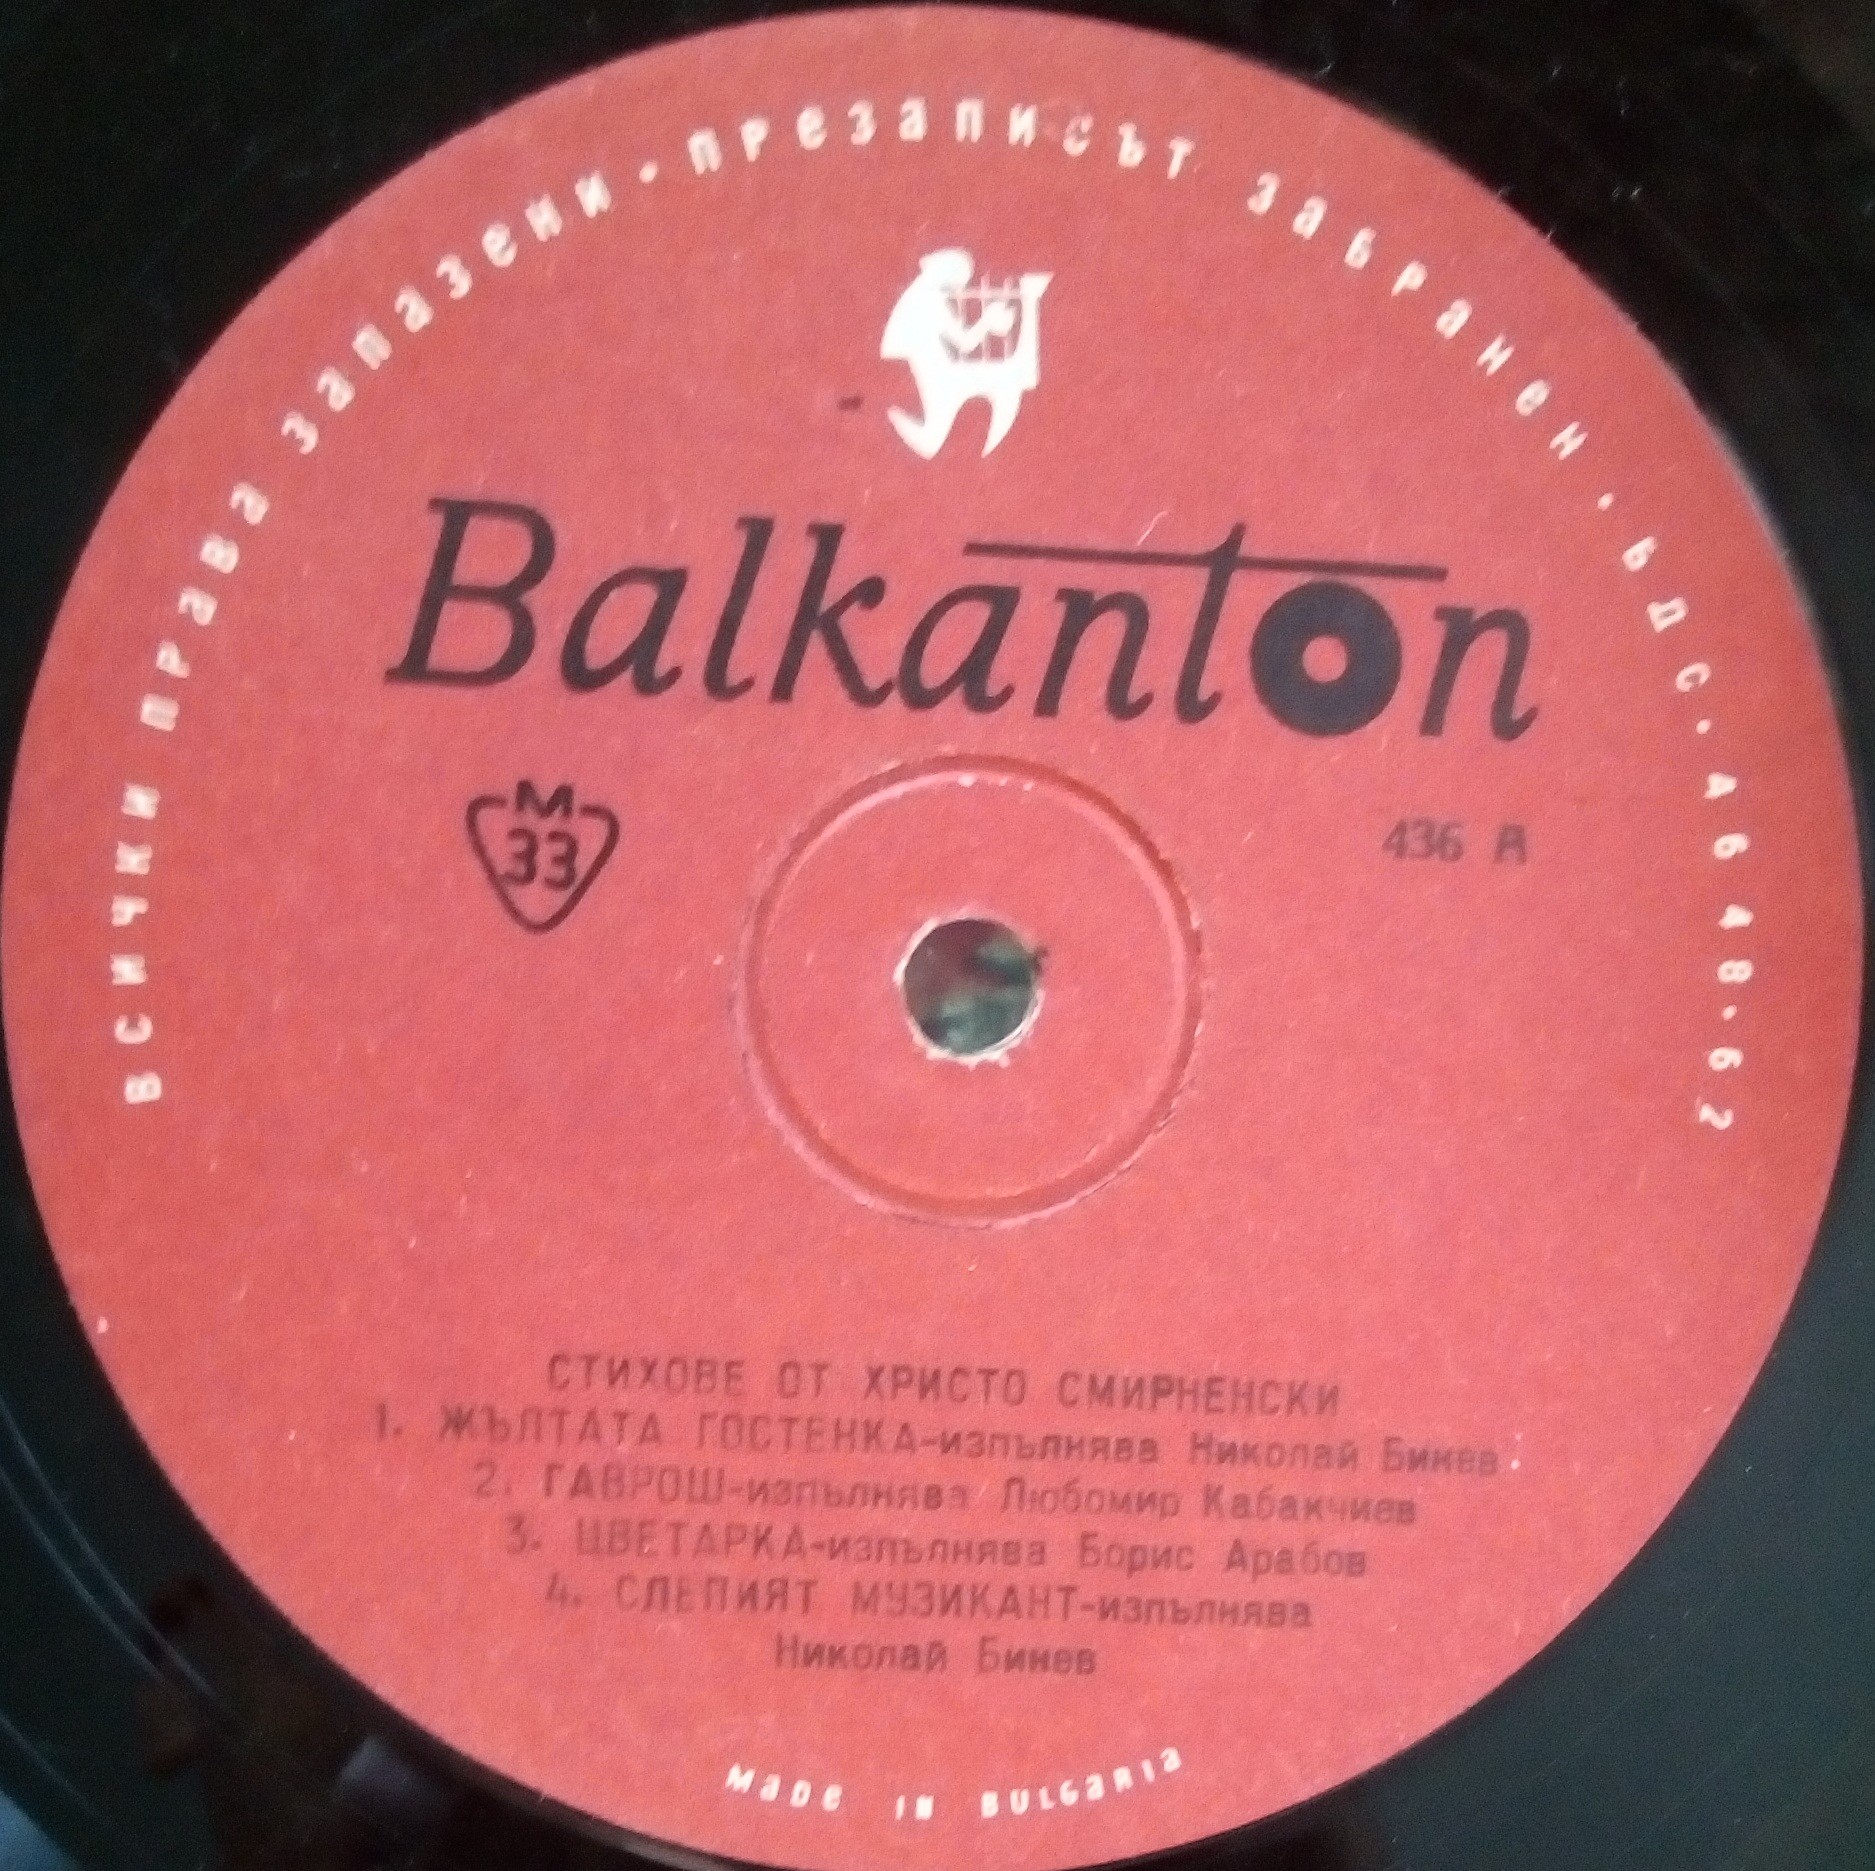 всички права запазени · презаписът забранен · бдс · 4648 · 62
Balkanton
M
33
436 А
СТИХОВЕ ОТ ХРИСТО СМИРНЕНСКИ
1. ЖЪЛТАТА ГОСТЕНКА-изпълнява Николай Бинев
2. ГАВРОШ-изпълнява Любомир Кабакчиев
3. ЦВЕТАРКА-изпълнява Борис Арабов
4. СЛЕПИЯТ МУЗИКАНТ-изпълнява
Николай Бинев
made in Bulgaria